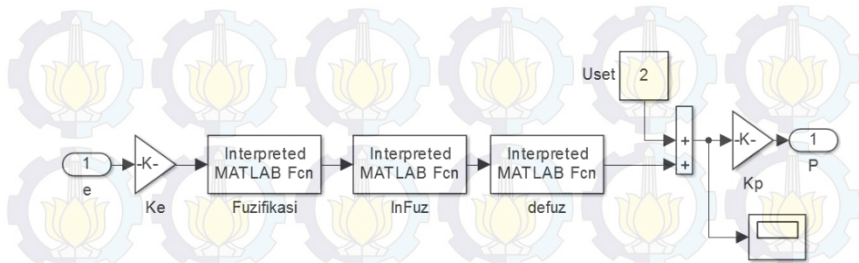 Uset
2
1
e
-K-
Ke
Interpreted
MATLAB Fcn
Fuzifikasi
Interpreted
MATLAB Fcn
InFuz
Interpreted
MATLAB Fcn
defuz
+
+
-K-
Kp
1
P